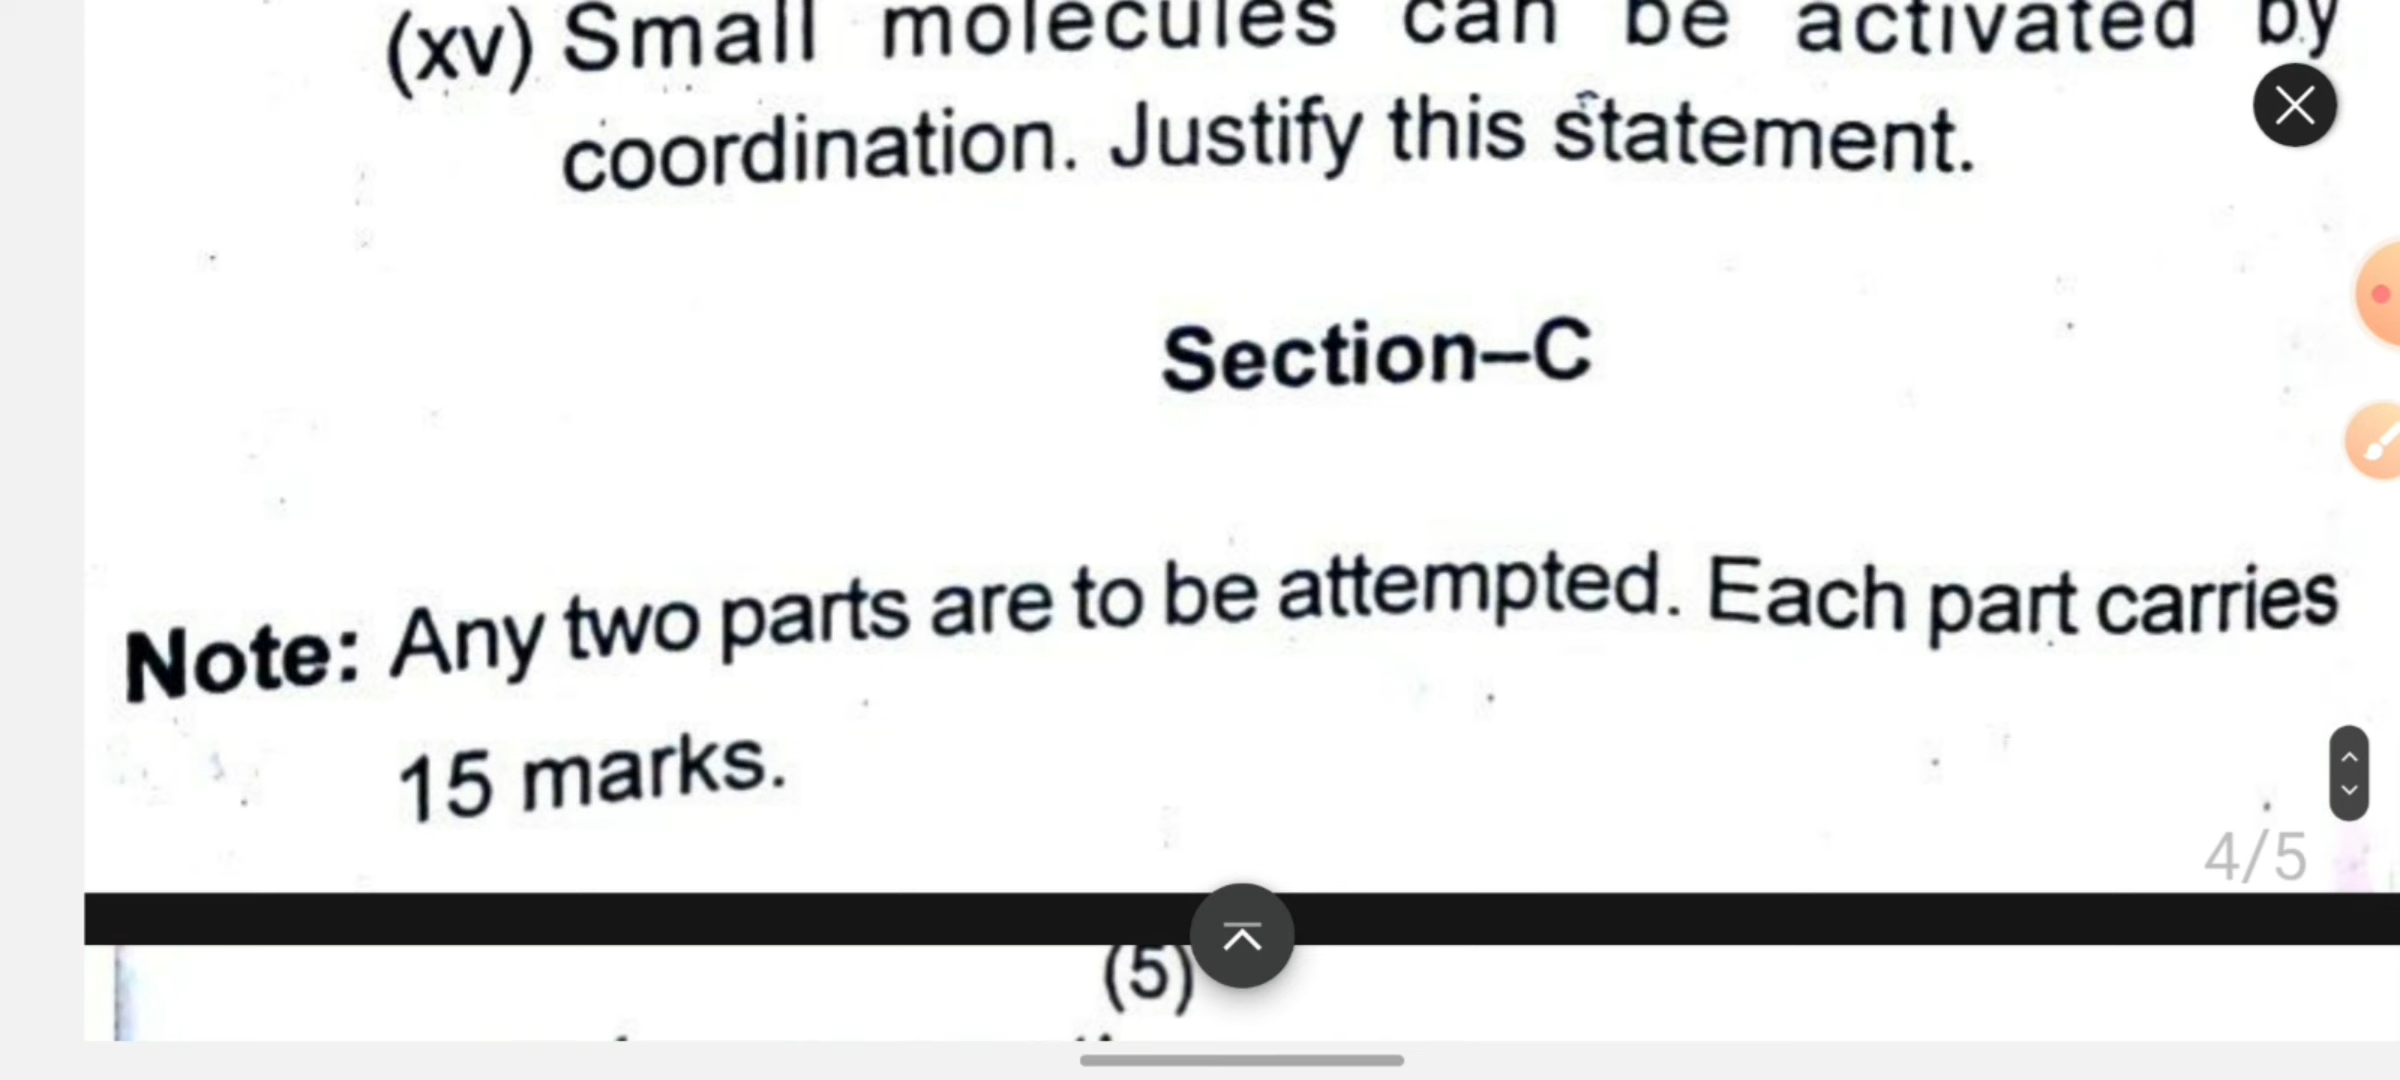 (xv) Small molecules can be activated by
coordination. Justify this statement.
Section–C
Note: Any two parts are to be attempted. Each part carries
15 marks.
4/5
(5)